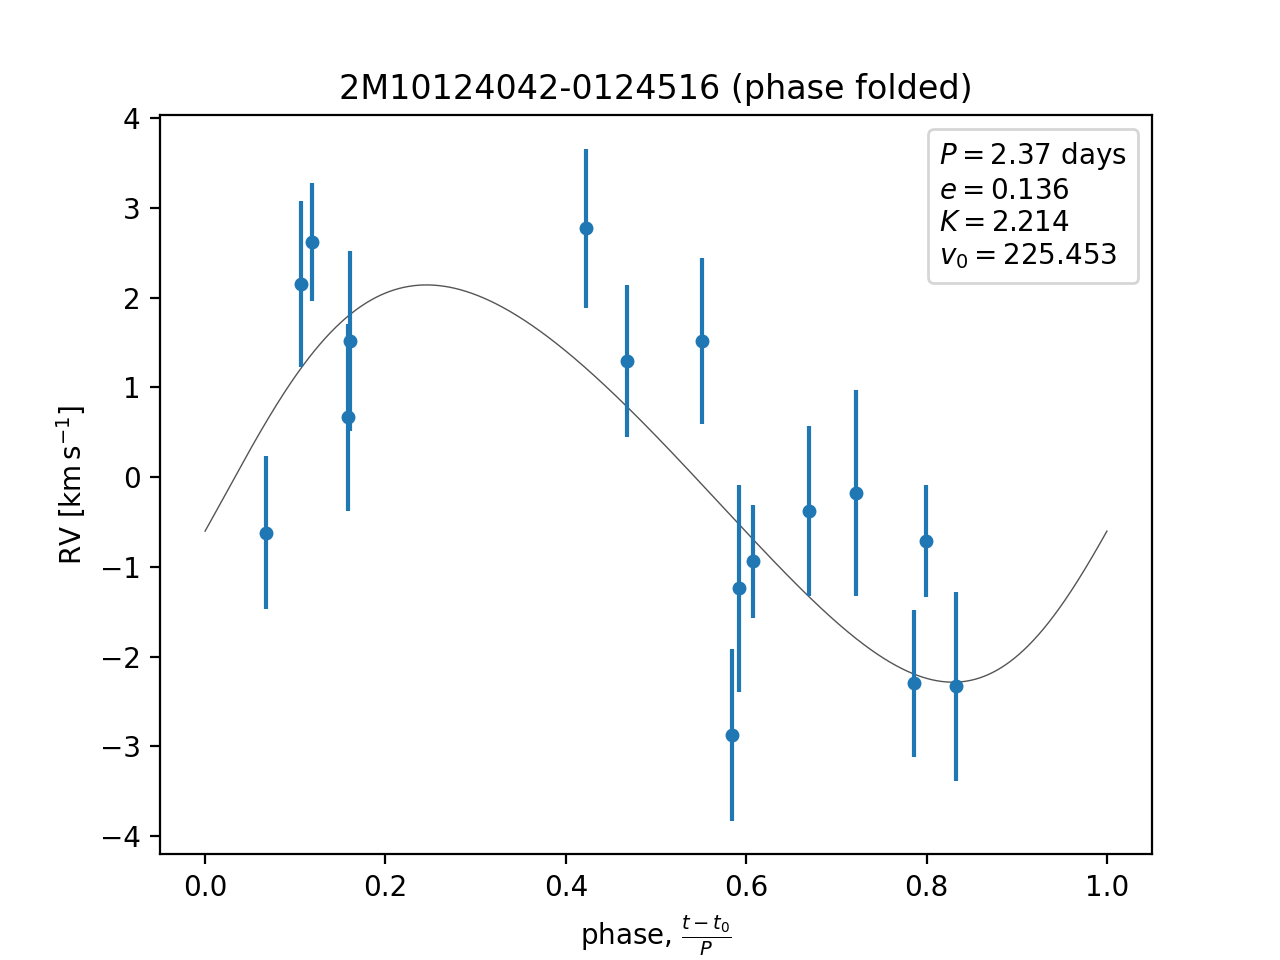 2M10124042-0124516 (phase folded)
P = 2.37 days
e = 0.136
K = 2.214
v₀ = 225.453
RV [km s⁻¹]
4
3
2
1
0
−1
−2
−3
−4
0.0 0.2 0.4 0.6 0.8 1.0
phase, (t − t₀)/P